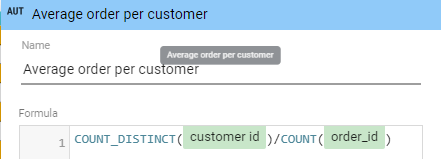 AUT Average order per customer
Name
Average order per customer
Average order per customer
Formula
1 COUNT_DISTINCT( customer id )/COUNT( order_id )